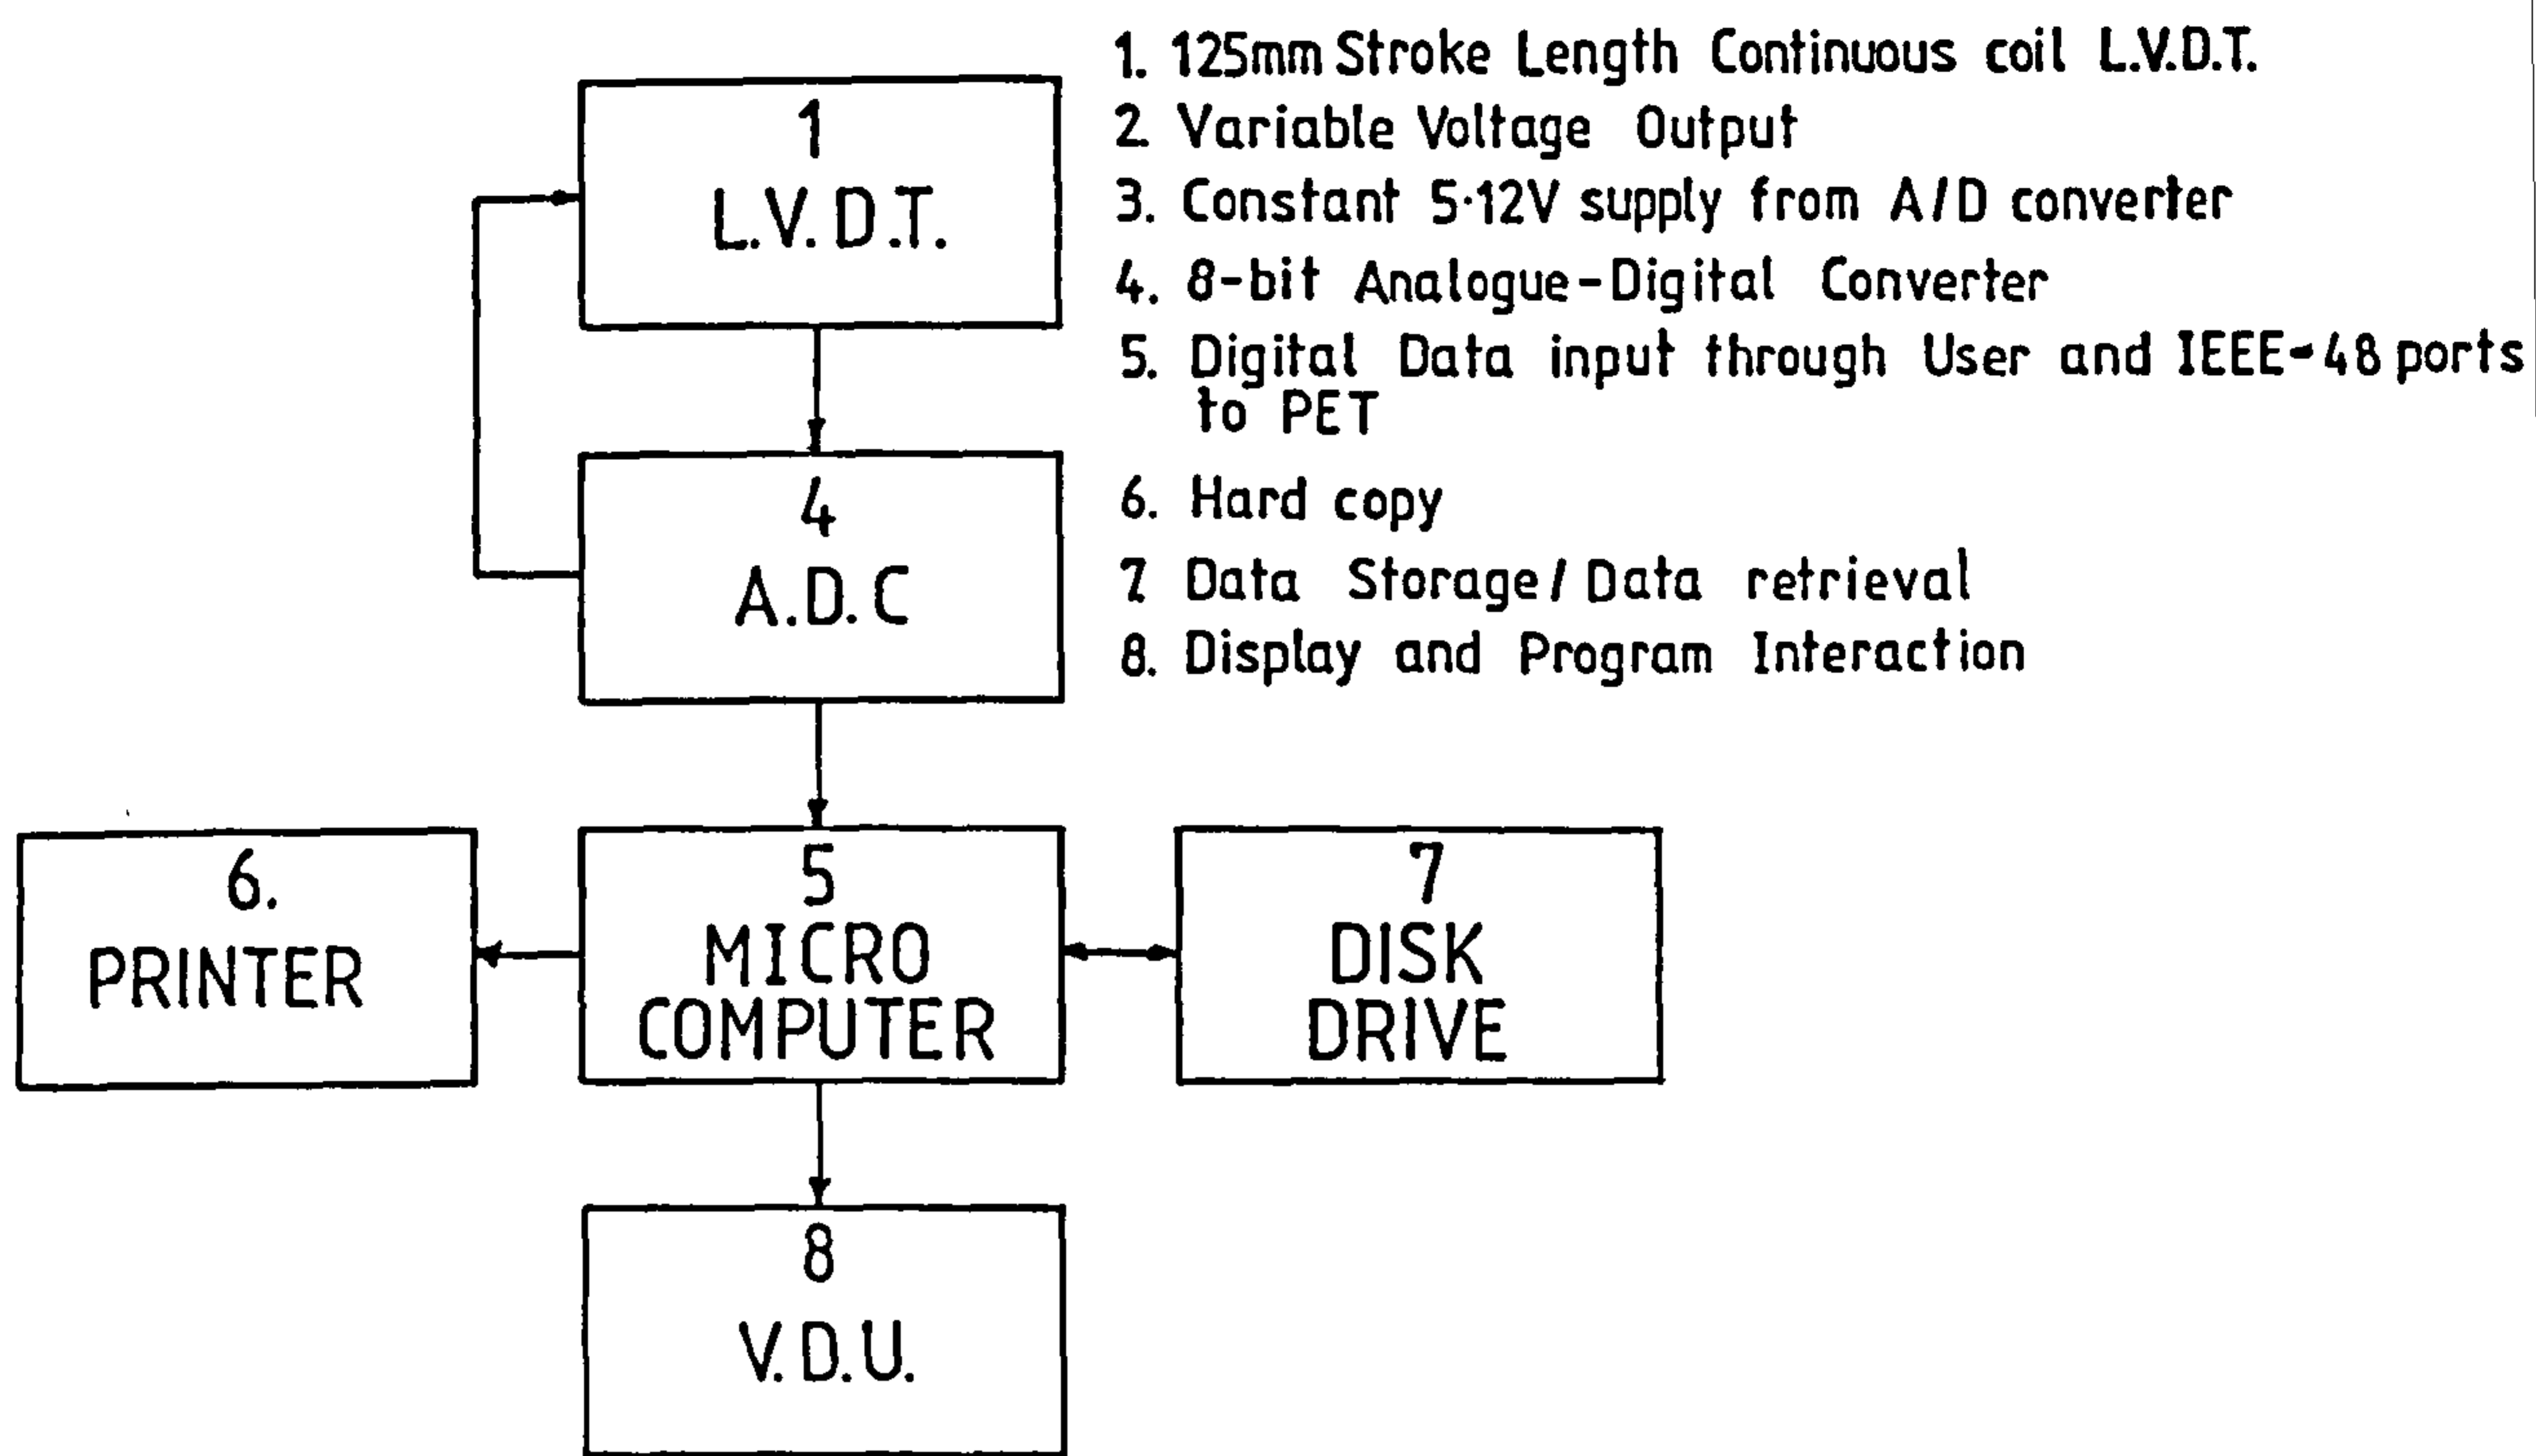 1. 125mm Stroke Length Continuous coil L.V.D.T.
2. Variable Voltage Output
3. Constant 5·12V supply from A/D converter
4. 8-bit Analogue-Digital Converter
5. Digital Data input through User and IEEE-48 ports
to PET
6. Hard copy
7 Data Storage/Data retrieval
8. Display and Program Interaction
1
L.V.D.T.
4
A.D.C
6.
PRINTER
5
MICRO
COMPUTER
7
DISK
DRIVE
8
V.D.U.